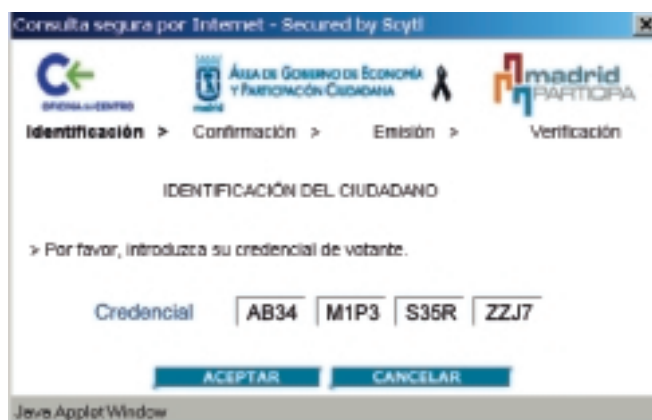 Consulta segura por Internet - Secured by Scytl
C
OFICINA del CENTRO
madrid
ÁREA DE GOBIERNO DE ECONOMÍA
Y PARTICIPACIÓN CIUDADANA
madrid
PARTICIPA
Identificación > Confirmación > Emisión > Verificación
IDENTIFICACIÓN DEL CIUDADANO
> Por favor, introduzca su credencial de votante.
Credencial AB34 M1P3 S35R ZZJ7
ACEPTAR CANCELAR
Java Applet Window